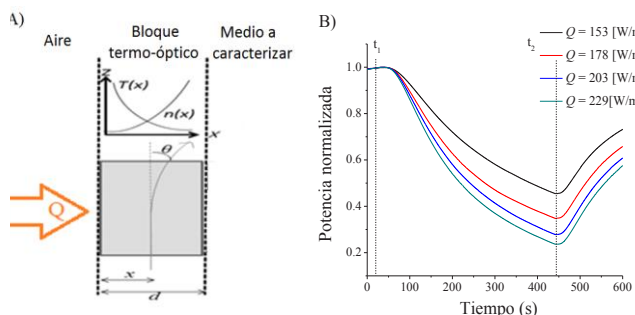 A)
Aire
Bloque
termo-óptico
Medio a
caracterizar
Z
T(x)
n(x)
x
θ
Q
x
d
B)
Q = 153 [W/
Q = 178 [W/
Q = 203 [W/
Q = 229[W/
t1
t2
Potencia normalizada
1.0
0.8
0.6
0.4
0.2
0 100 200 300 400 500 600
Tiempo (s)